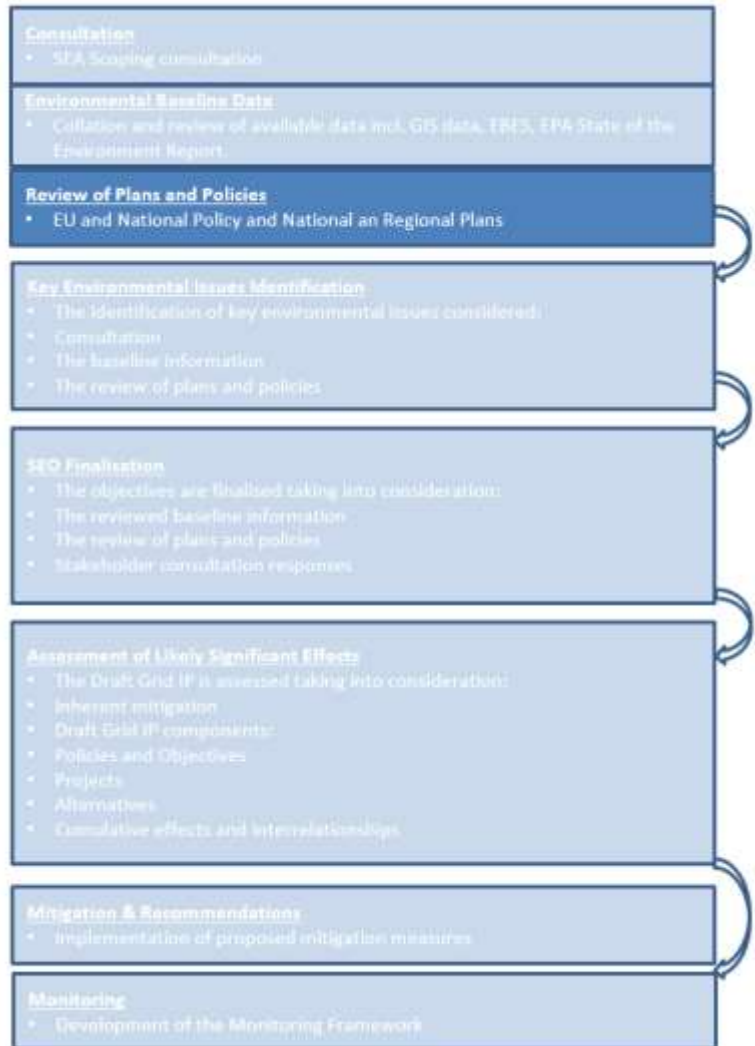 Consultation
• SEA Scoping consultation
Environmental Baseline Data
• Collation and review of available data incl. GIS data, EBES, EPA State of the
Environment Report
Review of Plans and Policies
• EU and National Policy and National an Regional Plans
Key Environmental Issues Identification
• The identification of key environmental issues considered:
• Consultation
• The baseline information
• The review of plans and policies
SEO Finalisation
• The objectives are finalised taking into consideration:
• The reviewed baseline information
• The review of plans and policies
• Stakeholder consultation responses
Assessment of Likely Significant Effects
• The Draft Grid IP is assessed taking into consideration:
• Inherent mitigation
• Draft Grid IP components:
• Policies and Objectives
• Projects
• Alternatives
• Cumulative effects and interrelationships
Mitigation & Recommendations
• Implementation of proposed mitigation measures
Monitoring
• Development of the Monitoring Framework